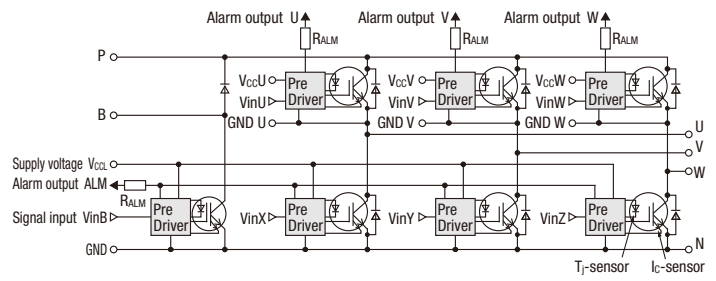 Alarm output U Alarm output V Alarm output W
RALM RALM RALM
P
VCCU Pre Driver VCCV Pre Driver VCCW Pre Driver
VinU VinV VinW
B
GND U GND V GND W
U
V
Supply voltage VCCL
W
Alarm output ALM
RALM
Signal input VinB Pre Driver VinX Pre Driver VinY Pre Driver VinZ Pre Driver
GND N
Tj-sensor IC-sensor